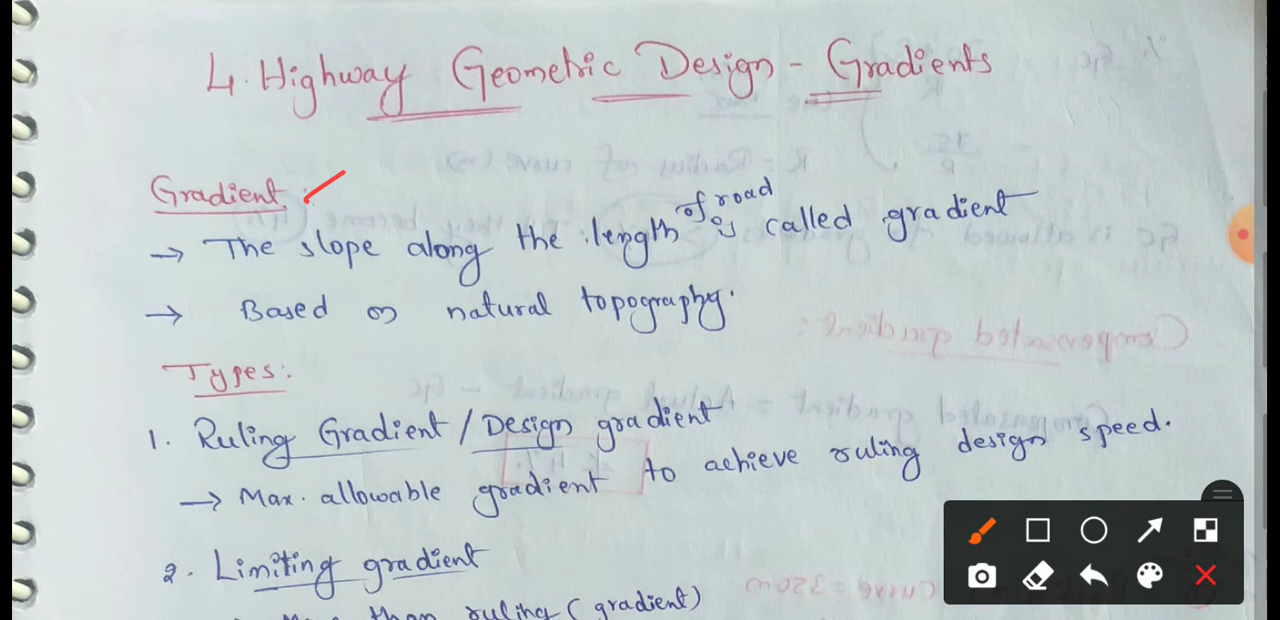 4. Highway Geometric Design - Gradients
Gradient :
→ The slope along the length of road is called gradient
→ Based on natural topography.
Types:
1. Ruling Gradient / Design gradient
→ Max. allowable gradient to achieve ruling design speed.
2. Limiting gradient
than ruling (gradient)